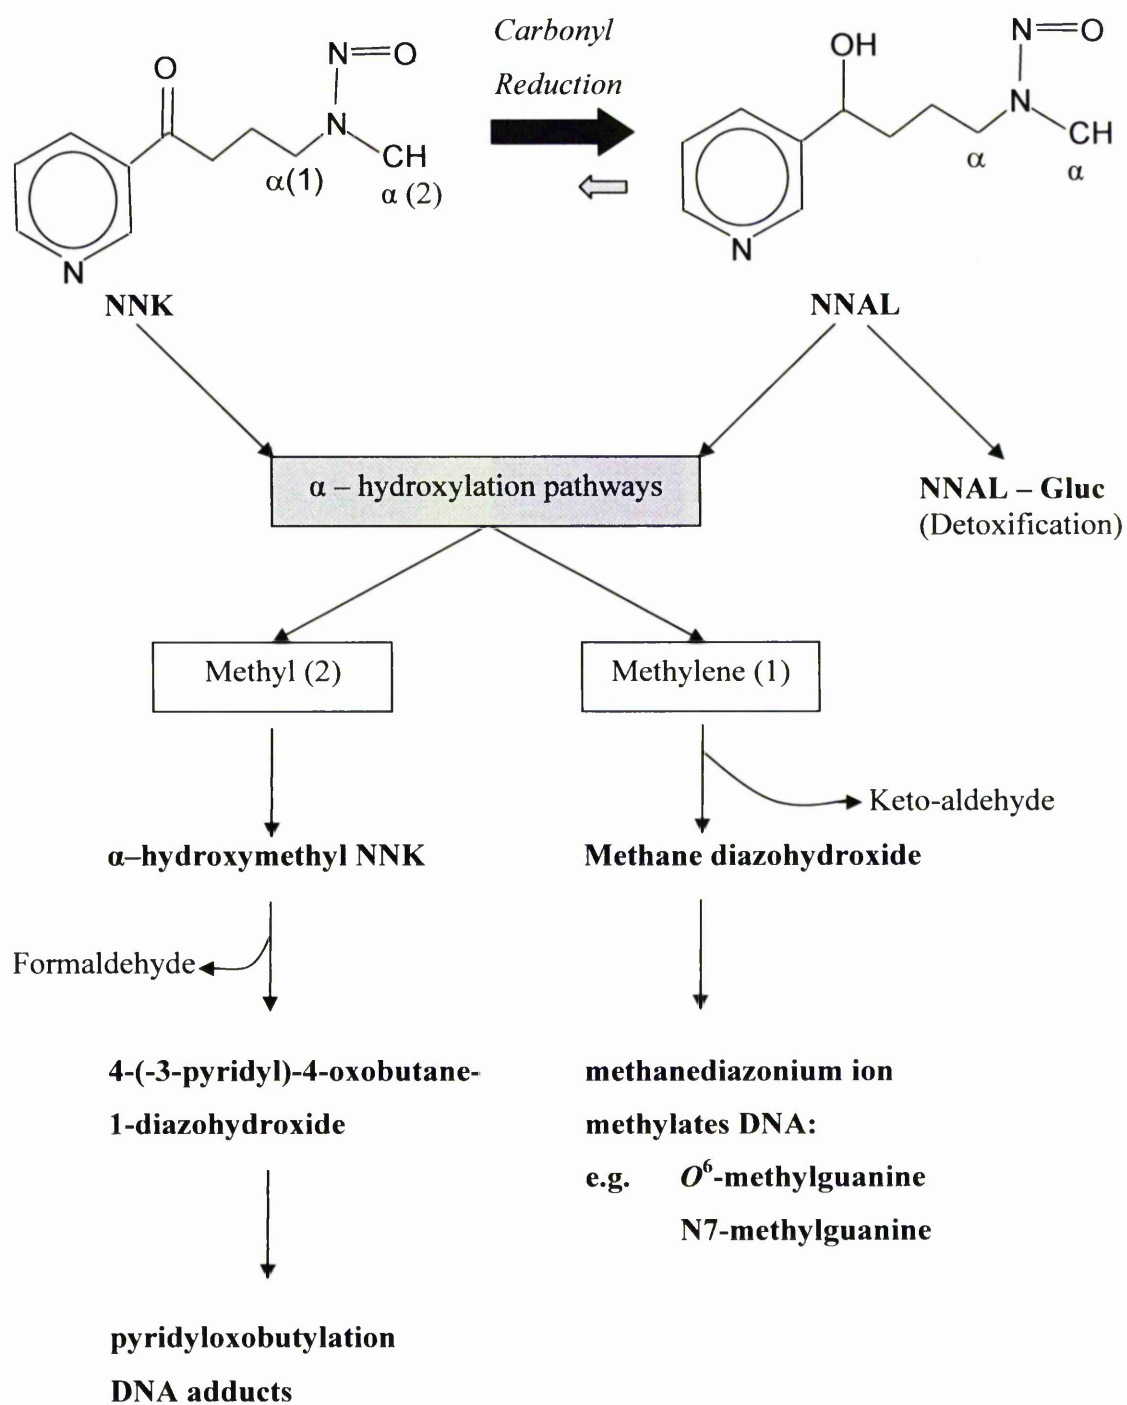 Carbonyl
Reduction
O
N=O
N
CH
α(1)
α (2)
N
NNK
OH
N=O
N
CH
α
α
N
NNAL
α – hydroxylation pathways
NNAL – Gluc
(Detoxification)
Methyl (2)
Methylene (1)
Keto-aldehyde
α–hydroxymethyl NNK
Methane diazohydroxide
Formaldehyde
4-(-3-pyridyl)-4-oxobutane-
1-diazohydroxide
methanediazonium ion
methylates DNA:
e.g. O⁶-methylguanine
N7-methylguanine
pyridyloxobutylation
DNA adducts